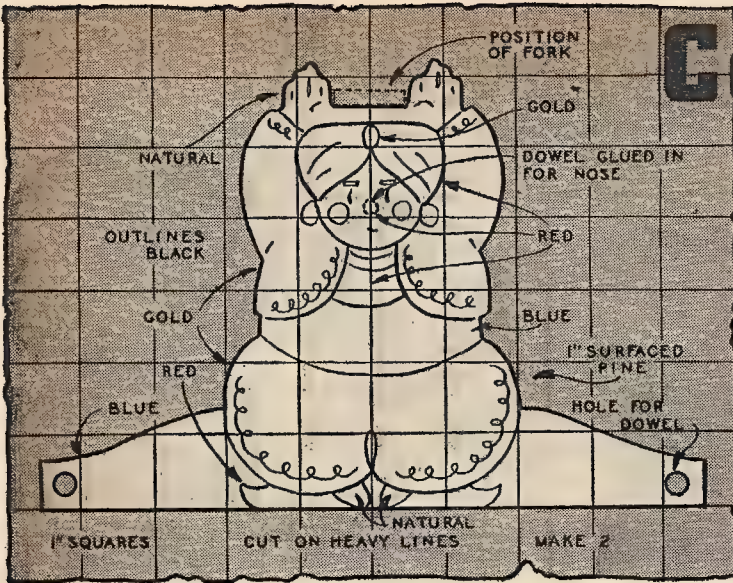 POSITION
OF FORK
GOLD
NATURAL
DOWEL GLUED IN
FOR NOSE
OUTLINES
BLACK
RED
GOLD
BLUE
RED
1" SURFACED
PINE
BLUE
HOLE FOR
DOWEL
NATURAL
1" SQUARES
CUT ON HEAVY LINES
MAKE 2